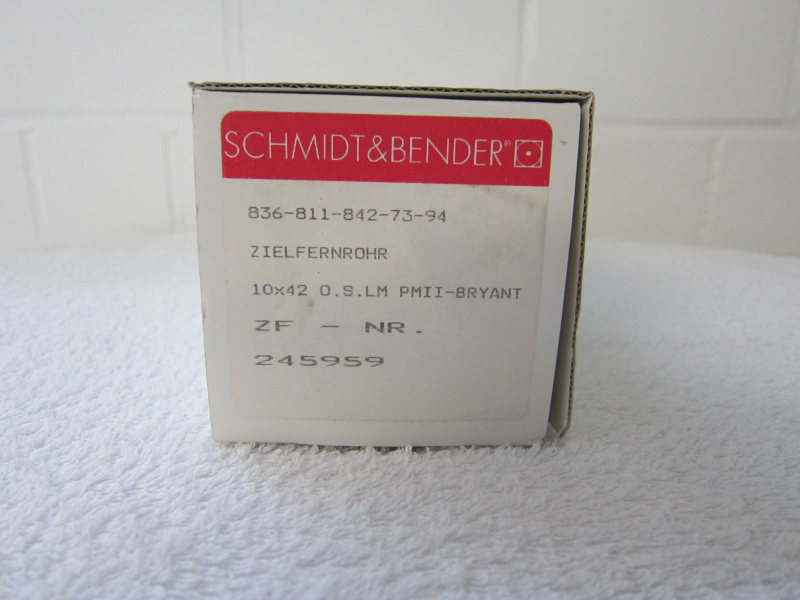 SCHMIDT&BENDER®
836-811-842-73-94
ZIELFERNROHR
10x42 O.S.LM PMII-BRYANT
ZF - NR.
245959